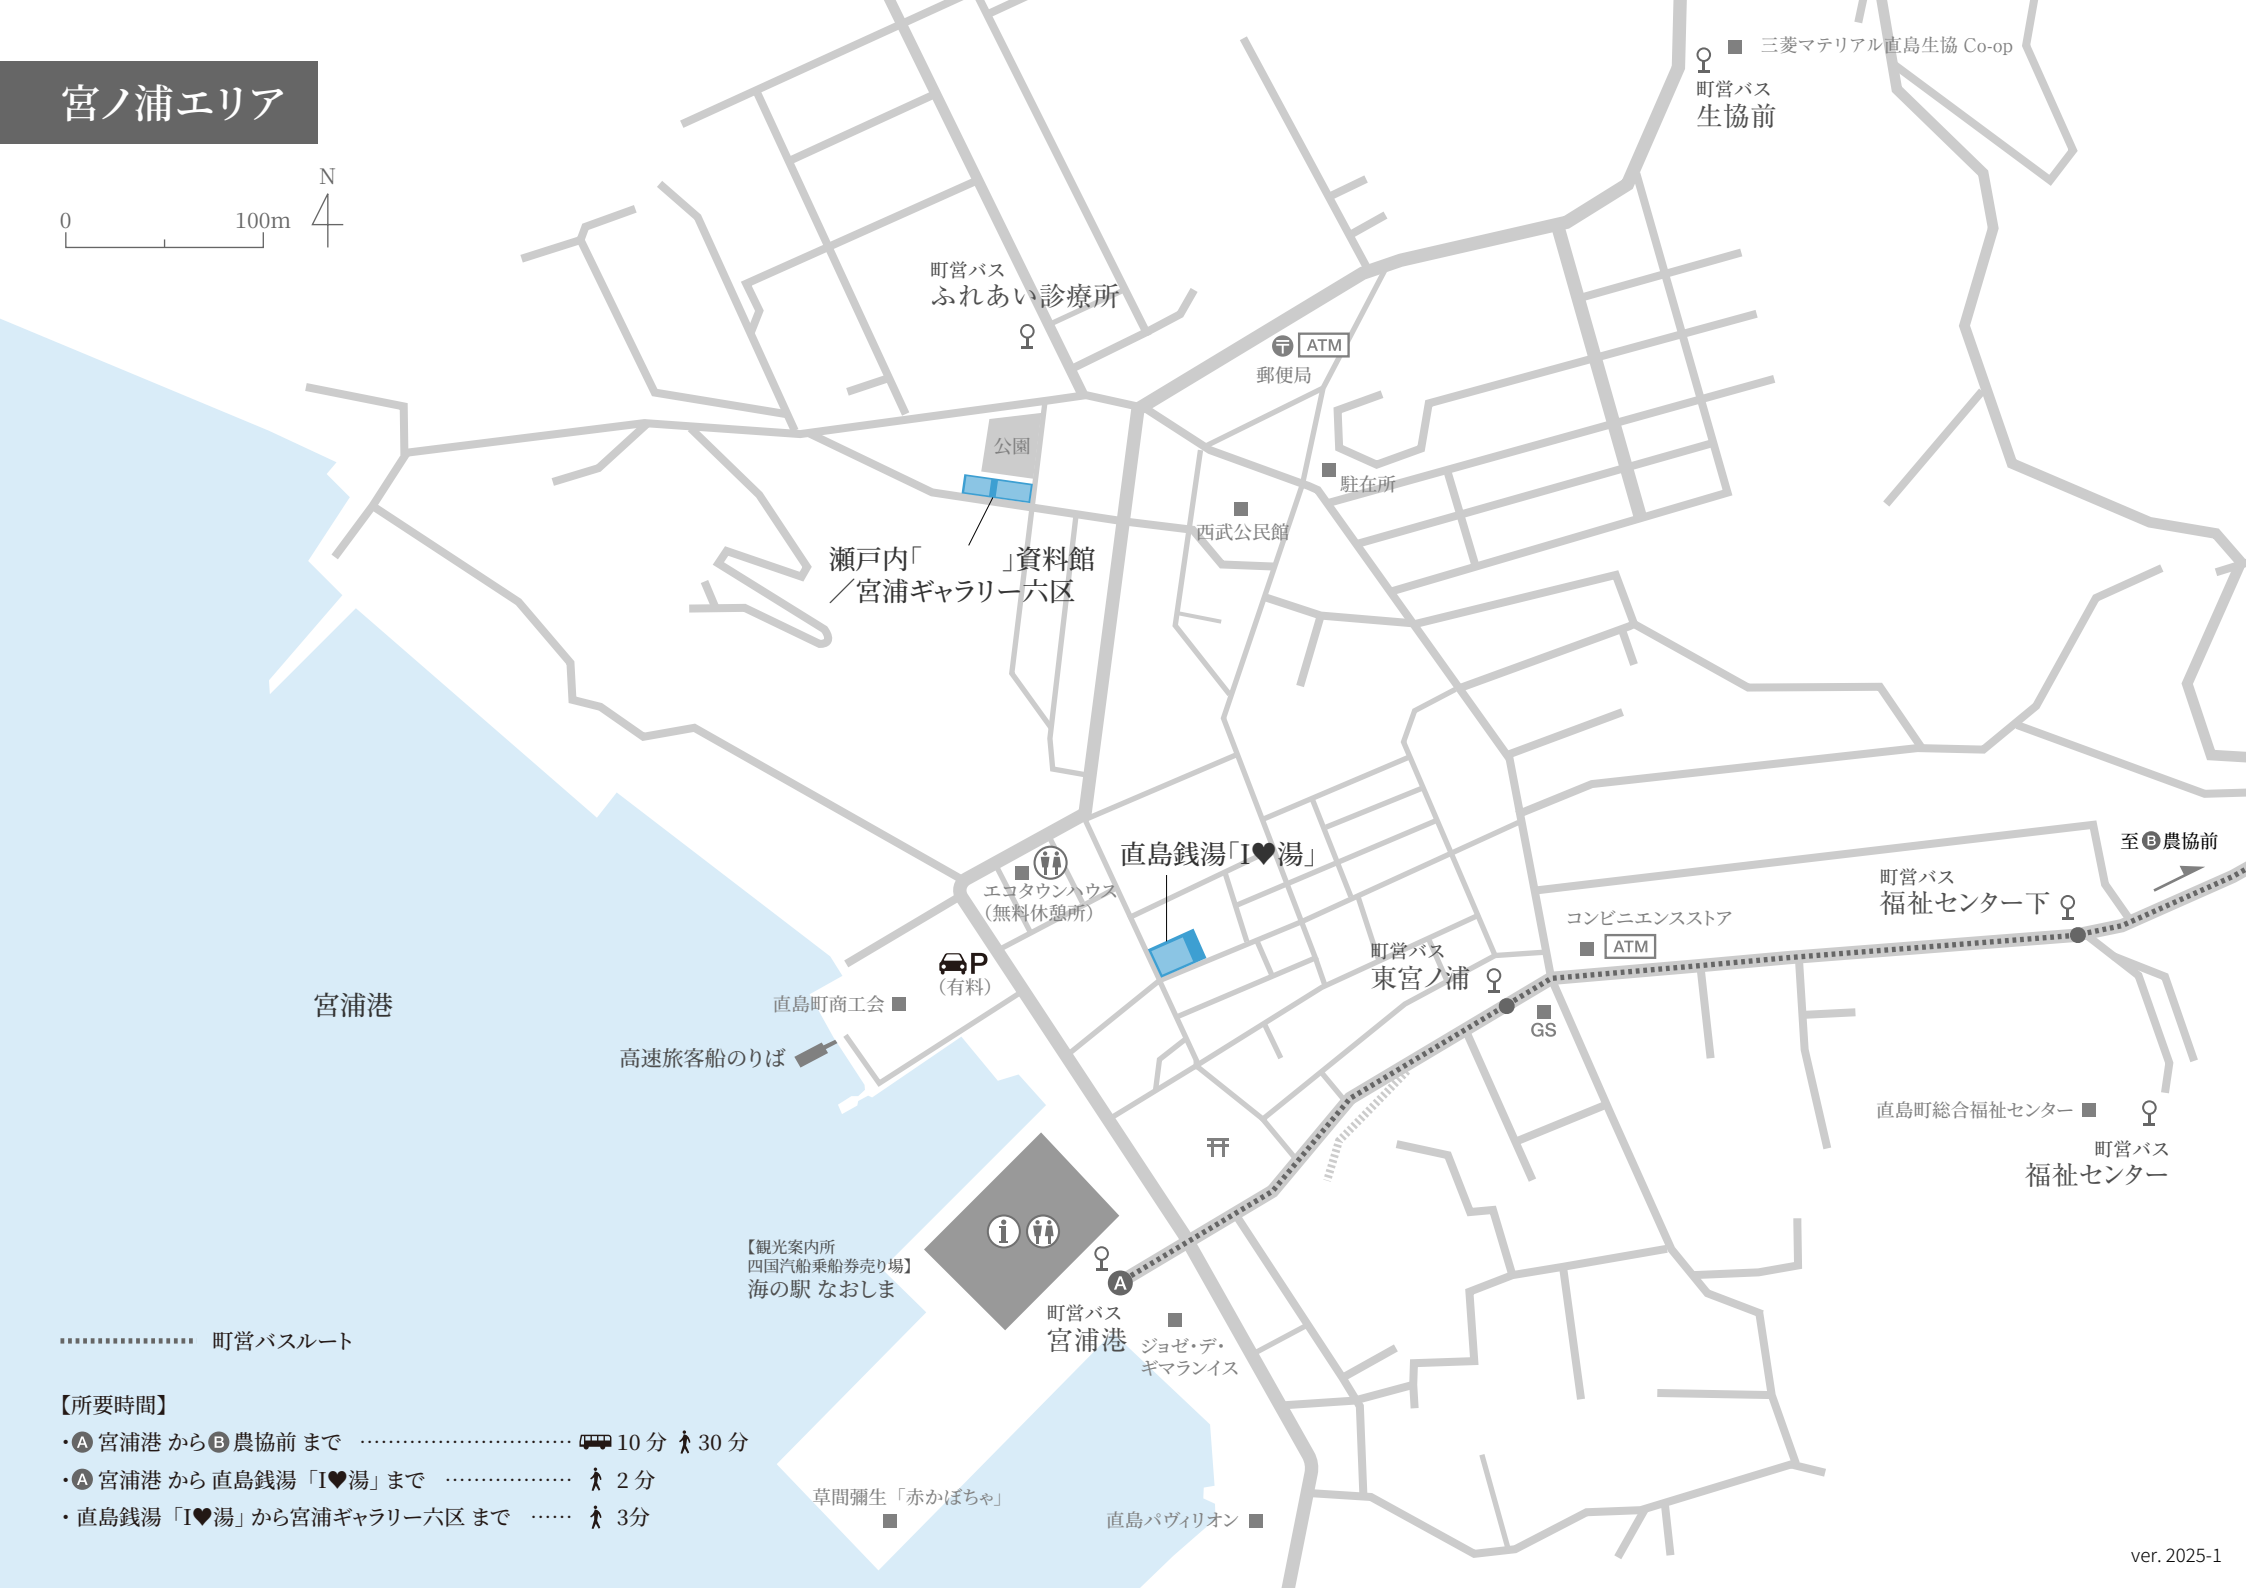 宮ノ浦エリア
0 100m
N
三菱マテリアル直島生協 Co-op
町営バス
生協前
町営バス
ふれあい診療所
〒 ATM
郵便局
公園
駐在所
西武公民館
瀬戸内「　　　」資料館
／宮浦ギャラリー六区
至 B 農協前
直島銭湯「I♥湯」
エコタウンハウス
（無料休憩所）
町営バス
福祉センター下
コンビニエンスストア
ATM
町営バス
東宮ノ浦
P
（有料）
宮浦港
直島町商工会
GS
高速旅客船のりば
直島町総合福祉センター
町営バス
福祉センター
i
【観光案内所
四国汽船乗船券売り場】
海の駅 なおしま
A
町営バス
宮浦港
ジョゼ・デ・
ギマランイス
町営バスルート
【所要時間】
・A 宮浦港 から B 農協前 まで ………………………… 10 分 30 分
・A 宮浦港 から 直島銭湯「I♥湯」まで ……………… 2 分
・直島銭湯「I♥湯」から宮浦ギャラリー六区 まで …… 3分
草間彌生「赤かぼちゃ」
直島パヴィリオン
ver. 2025-1